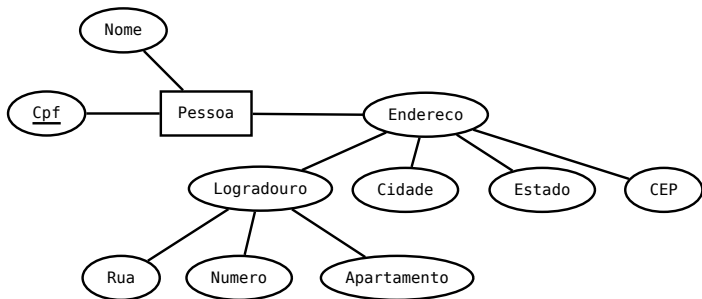 Nome
Cpf
Pessoa
Endereco
Logradouro
Cidade
Estado
CEP
Rua
Numero
Apartamento